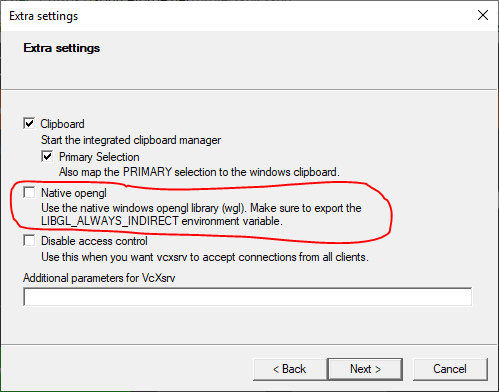 Extra settings
Extra settings
Clipboard
Start the integrated clipboard manager
Primary Selection
Also map the PRIMARY selection to the windows clipboard.
Native opengl
Use the native windows opengl library (wgl). Make sure to export the
LIBGL_ALWAYS_INDIRECT environment variable.
Disable access control
Use this when you want vcxsrv to accept connections from all clients.
Additional parameters for VcXsrv
< Back
Next >
Cancel